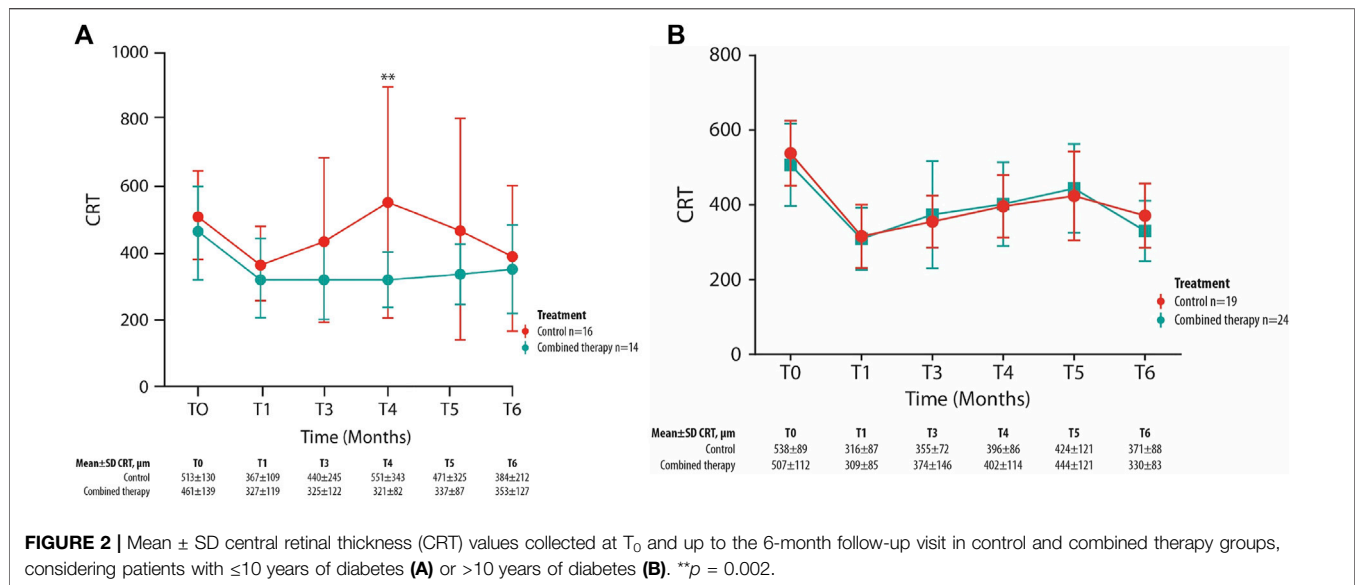 A
1000
800
600
400
200
0
CRT
**
TO T1 T3 T4 T5 T6
Time (Months)
Treatment
Control n=16
Combined therapy n=14
Mean±SD CRT, µm T0 T1 T3 T4 T5 T6
Control 513±130 367±109 440±245 551±343 471±325 384±212
Combined therapy 461±139 327±119 325±122 321±82 337±87 353±127
B
800
600
400
200
0
CRT
T0 T1 T3 T4 T5 T6
Time (Months)
Treatment
Control n=19
Combined therapy n=24
Mean±SD CRT, µm T0 T1 T3 T4 T5 T6
Control 538±89 316±87 355±72 396±86 424±121 371±88
Combined therapy 507±112 309±85 374±146 402±114 444±121 330±83
FIGURE 2 | Mean ± SD central retinal thickness (CRT) values collected at T0 and up to the 6-month follow-up visit in control and combined therapy groups,
considering patients with ≤10 years of diabetes (A) or >10 years of diabetes (B). **p = 0.002.